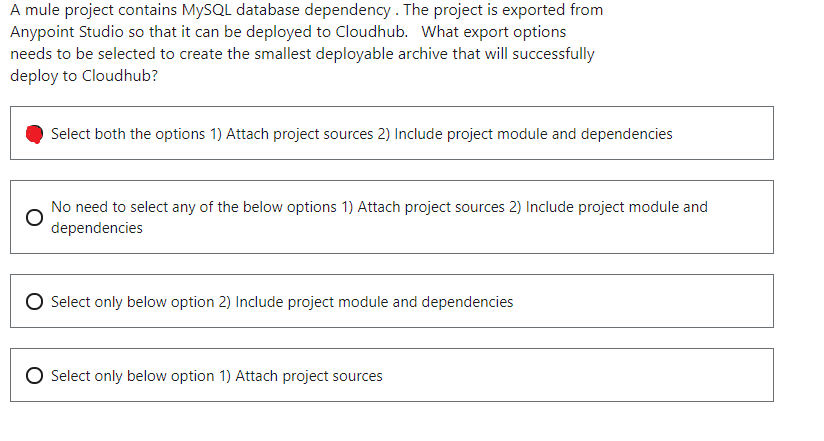 A mule project contains MySQL database dependency . The project is exported from
Anypoint Studio so that it can be deployed to Cloudhub.   What export options
needs to be selected to create the smallest deployable archive that will successfully
deploy to Cloudhub?
Select both the options 1) Attach project sources 2) Include project module and dependencies
No need to select any of the below options 1) Attach project sources 2) Include project module and
dependencies
Select only below option 2) Include project module and dependencies
Select only below option 1) Attach project sources